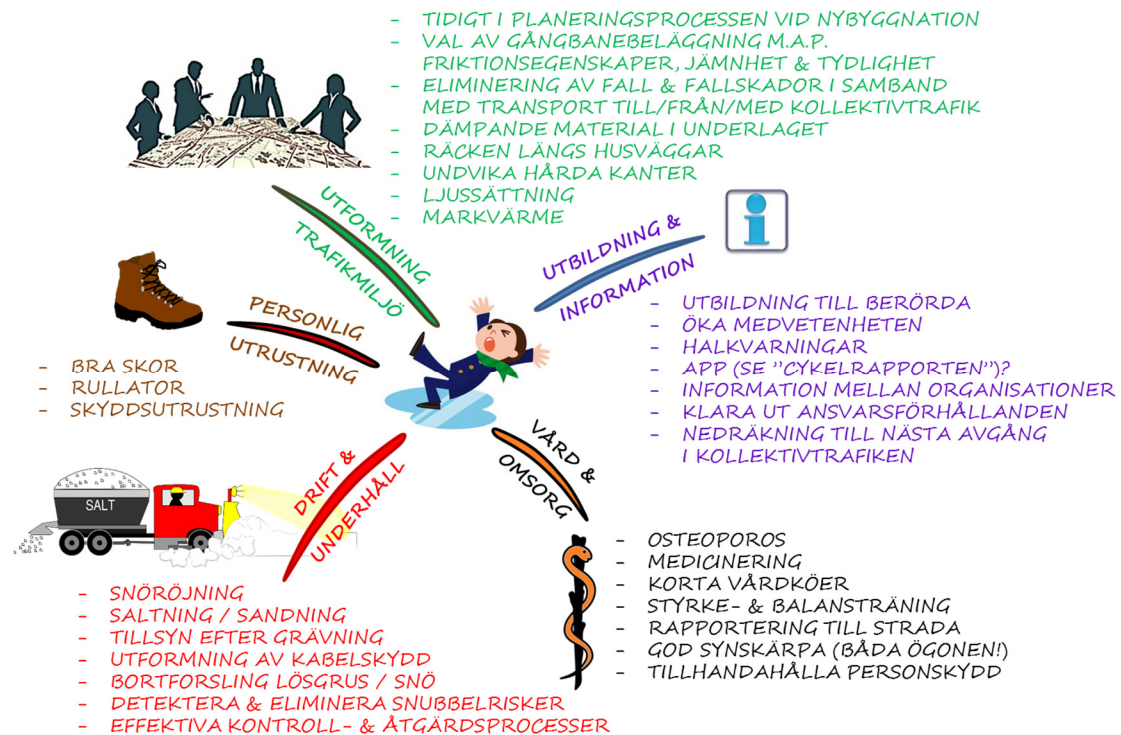 - TIDIGT I PLANERINGSPROCESSEN VID NYBYGGNATION
- VAL AV GÅNGBANEBELÄGGNING M.A.P.
FRIKTIONSEGENSKAPER, JÄMNHET & TYDLIGHET
- ELIMINERING AV FALL & FALLSKADOR I SAMBAND
MED TRANSPORT TILL/FRÅN/MED KOLLEKTIVTRAFIK
- DÄMPANDE MATERIAL I UNDERLAGET
- RÄCKEN LÄNGS HUSVÄGGAR
- UNDVIKA HÅRDA KANTER
- LJUSSÄTTNING
- MARKVÄRME
UTFORMNING
TRAFIKMILJÖ
UTBILDNING &
INFORMATION
- UTBILDNING TILL BERÖRDA
- ÖKA MEDVETENHETEN
- HALKVARNINGAR
- APP (SE "CYKELRAPPORTEN")?
- INFORMATION MELLAN ORGANISATIONER
- KLARA UT ANSVARSFÖRHÅLLANDEN
- NEDRÄKNING TILL NÄSTA AVGÅNG
I KOLLEKTIVTRAFIKEN
PERSONLIG
UTRUSTNING
- BRA SKOR
- RULLATOR
- SKYDDSUTRUSTNING
VÅRD &
OMSORG
- OSTEOPOROS
- MEDICINERING
- KORTA VÅRDKÖER
- STYRKE- & BALANSTRÄNING
- RAPPORTERING TILL STRADA
- GOD SYNSKÄRPA (BÅDA ÖGONEN!)
- TILLHANDAHÅLLA PERSONSKYDD
DRIFT &
UNDERHÅLL
SALT
- SNÖRÖJNING
- SALTNING / SANDNING
- TILLSYN EFTER GRÄVNING
- UTFORMNING AV KABELSKYDD
- BORTFORSLING LÖSGRUS / SNÖ
- DETEKTERA & ELIMINERA SNUBBELRISKER
- EFFEKTIVA KONTROLL- & ÅTGÄRDSPROCESSER